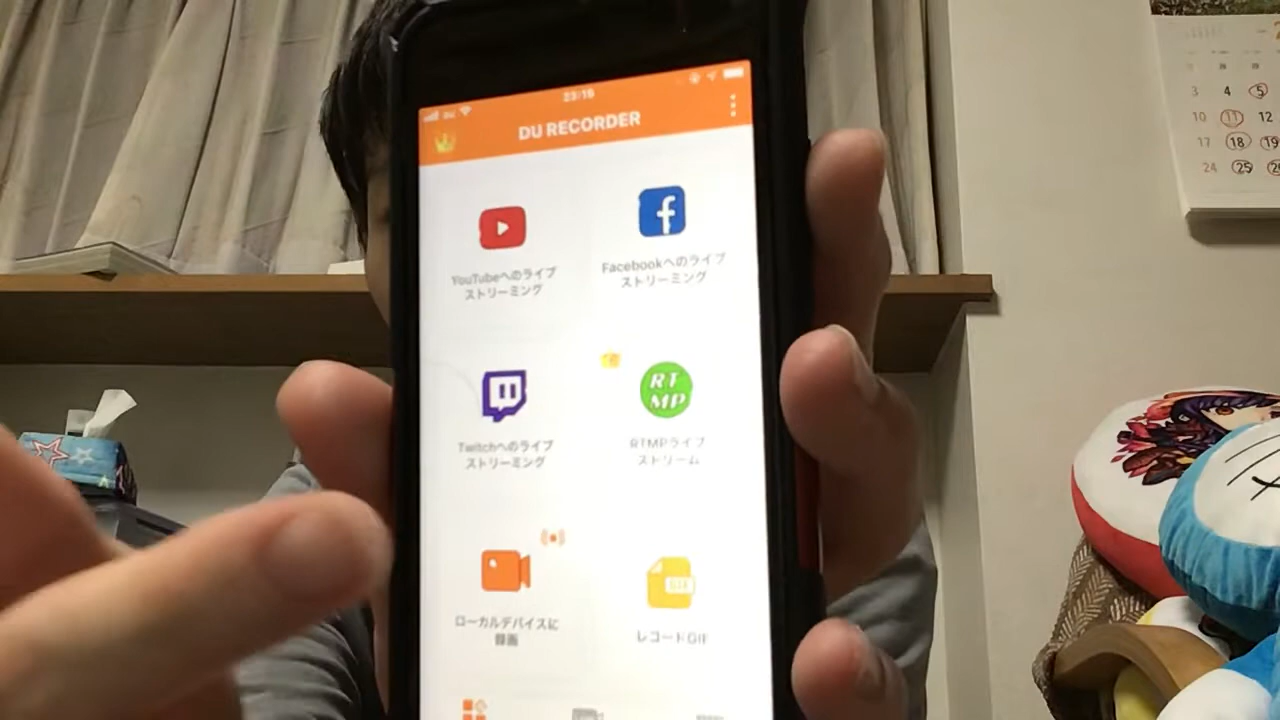 23:19
DU RECORDER
YouTubeへのライブ
ストリーミング
Facebookへのライブ
ストリーミング
Twitchへのライブ
ストリーミング
RT
MP
RTMPライブ
ストリーム
ローカルデバイスに
録画
GIF
レコードGIF
3 4 5
10 11 12
17 18 19
24 25